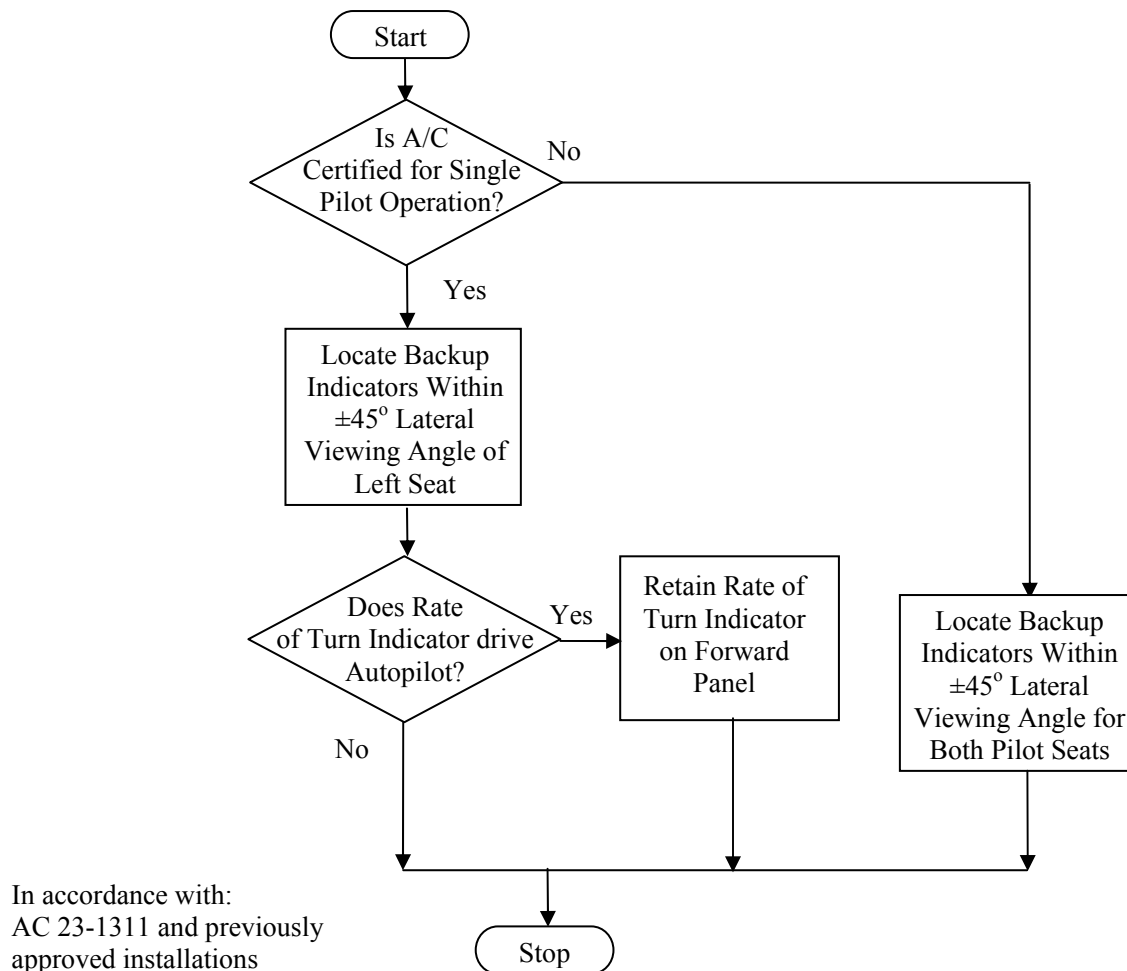 Start
Is A/C
Certified for Single
Pilot Operation?
No
Yes
Locate Backup
Indicators Within
±45° Lateral
Viewing Angle of
Left Seat
Does Rate
of Turn Indicator drive
Autopilot?
Yes
Retain Rate of
Turn Indicator
on Forward
Panel
Locate Backup
Indicators Within
±45° Lateral
Viewing Angle for
Both Pilot Seats
No
In accordance with:
AC 23-1311 and previously
approved installations
Stop